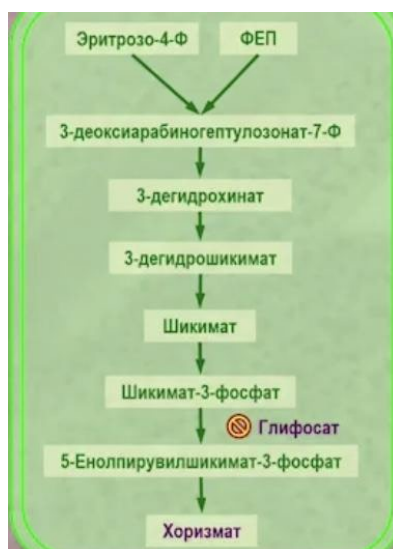 Эритрозо-4-Ф
ФЕП
3-деоксиарабиногептулозонат-7-Ф
3-дегидрохинат
3-дегидрошикимат
Шикимат
Шикимат-3-фосфат
Глифосат
5-Енолпирувилшикимат-3-фосфат
Хоризмат